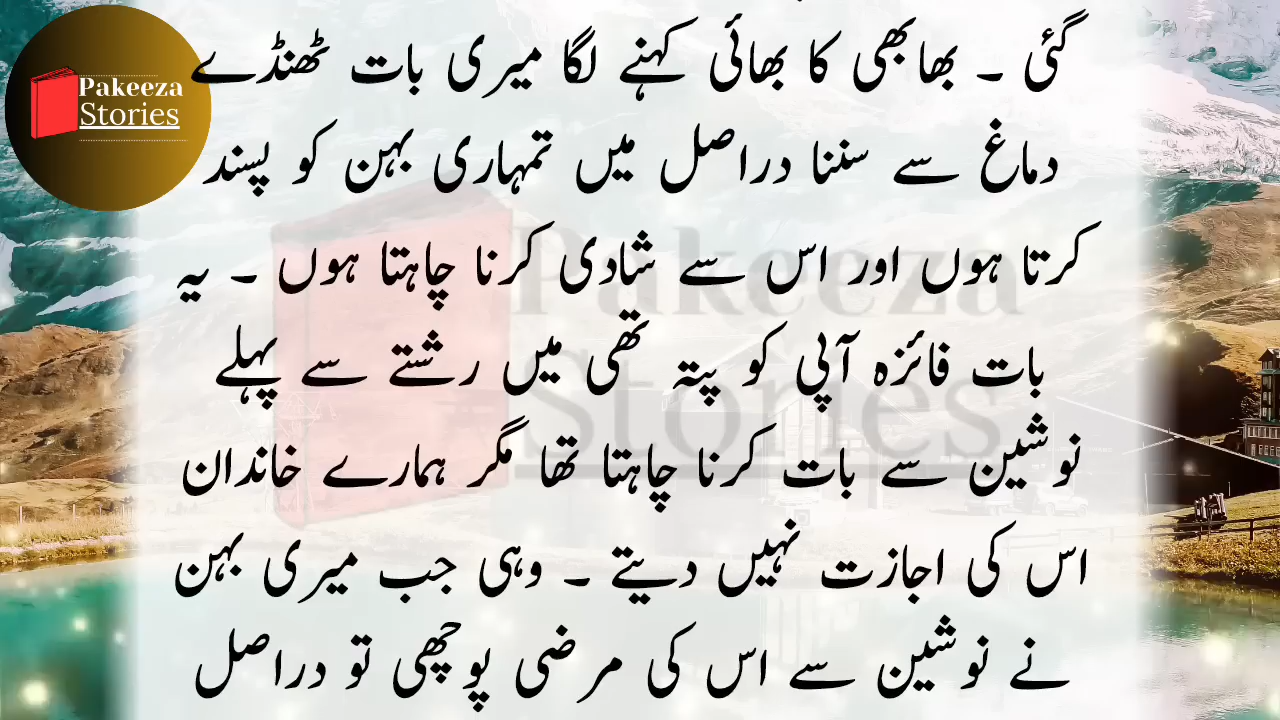 Pakeeza
Stories
گئی ۔ بھابھی کا بھائی کہنے لگا میری بات ٹھنڈے
دماغ سے سننا دراصل میں تمہاری بہن کو پسند
کرتا ہوں اور اس سے شادی کرنا چاہتا ہوں ۔ یہ
بات فائزہ آپی کو پتہ تھی میں رشتے سے پہلے
نوشین سے بات کرنا چاہتا تھا مگر ہمارے خاندان
اس کی اجازت نہیں دیتے ۔ وہی جب میری بہن
نے نوشین سے اس کی مرضی پوچھی تو دراصل
Pakeeza
Stories